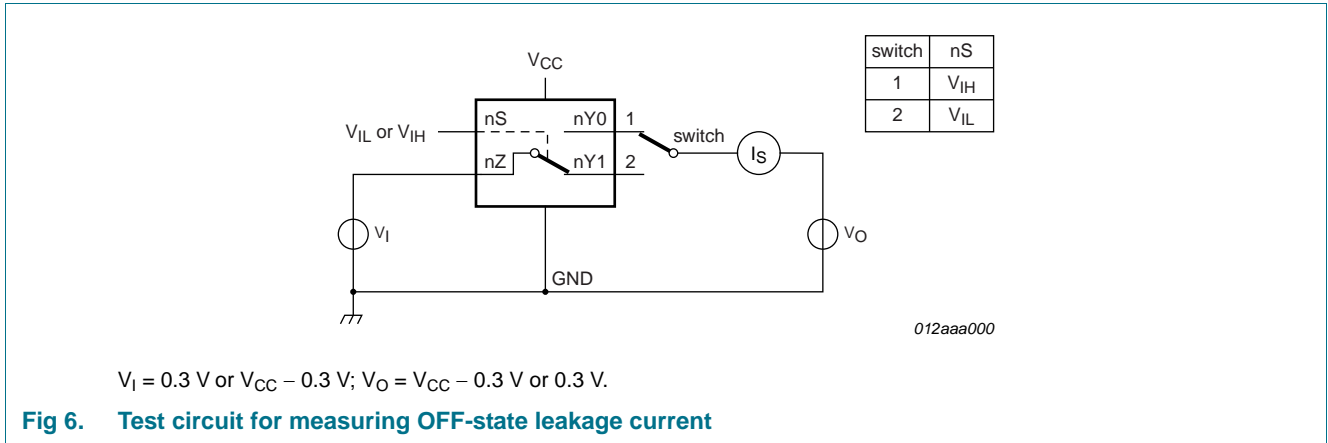 switch nS
1 VIH
2 VIL
VCC
VIL or VIH
nS
nY0
1
switch
nZ
nY1
2
IS
VI
VO
GND
012aaa000
VI = 0.3 V or VCC − 0.3 V; VO = VCC − 0.3 V or 0.3 V.
Fig 6. Test circuit for measuring OFF-state leakage current